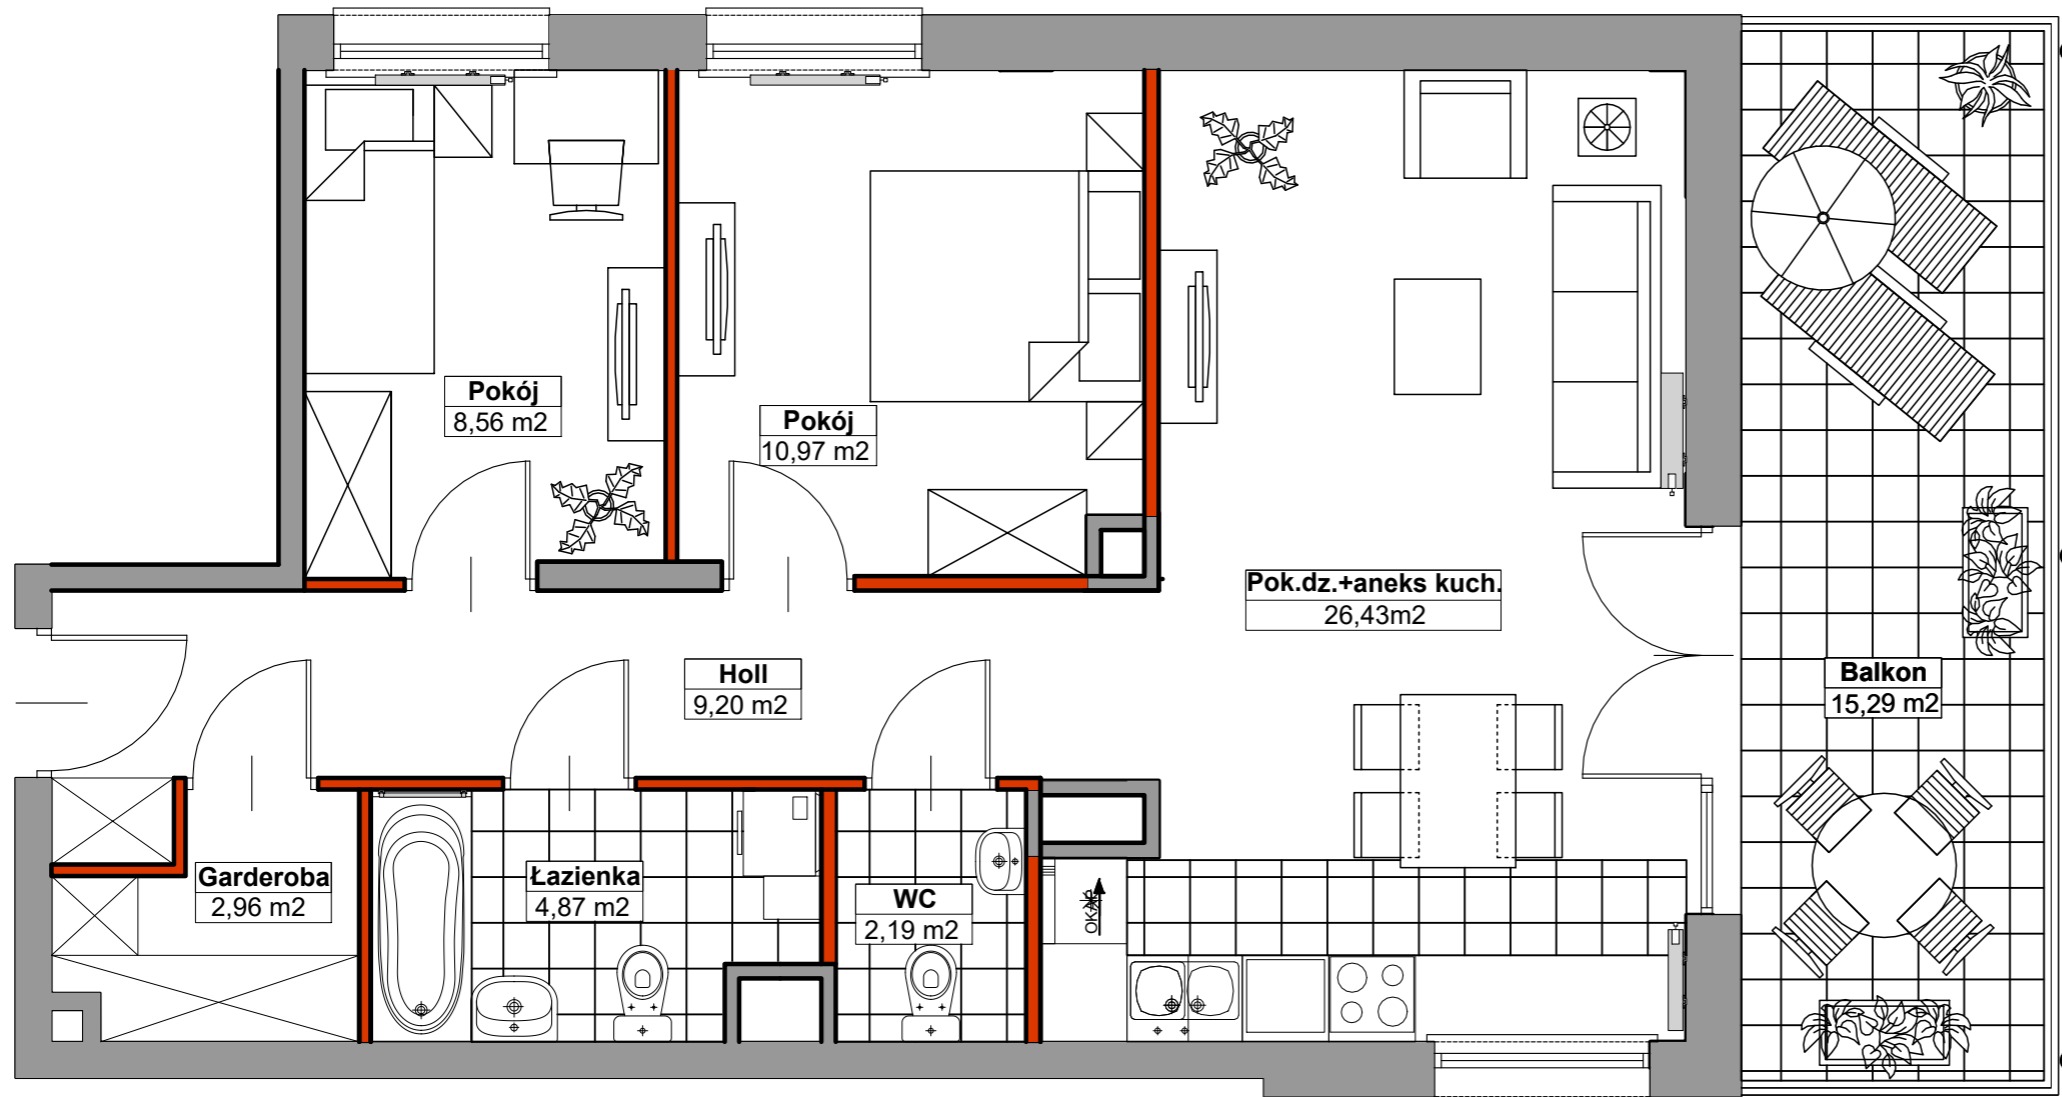 Pokój
8,56 m2
Pokój
10,97 m2
Pok.dz.+aneks kuch.
26,43m2
Holl
9,20 m2
Balkon
15,29 m2
Garderoba
2,96 m2
Łazienka
4,87 m2
WC
2,19 m2